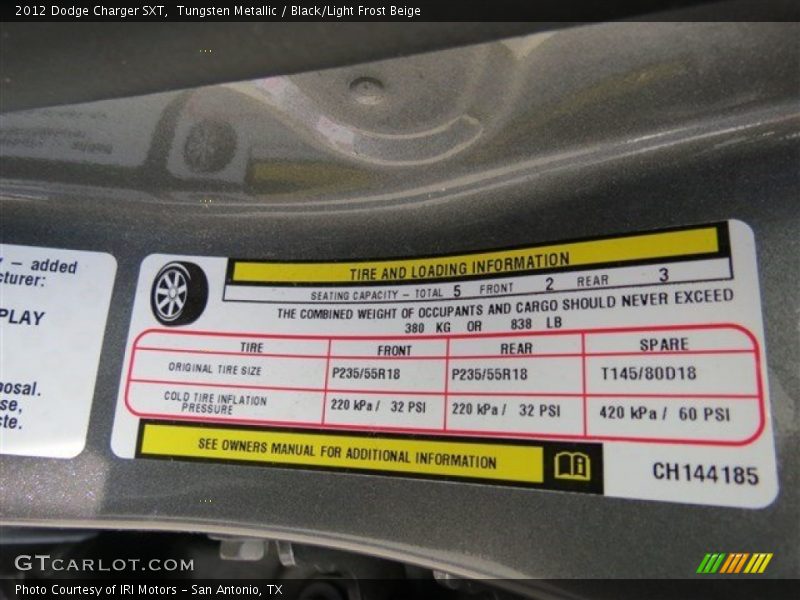 2012 Dodge Charger SXT,  Tungsten Metallic / Black/Light Frost Beige
– added
cturer:
PLAY
posal.
se,
te.
TIRE AND LOADING INFORMATION
SEATING CAPACITY – TOTAL 5 FRONT 2 REAR 3
THE COMBINED WEIGHT OF OCCUPANTS AND CARGO SHOULD NEVER EXCEED
380 KG OR 838 LB
TIRE FRONT REAR SPARE
ORIGINAL TIRE SIZE P235/55R18 P235/55R18 T145/80D18
COLD TIRE INFLATION
PRESSURE 220 kPa / 32 PSI 220 kPa / 32 PSI 420 kPa / 60 PSI
SEE OWNERS MANUAL FOR ADDITIONAL INFORMATION
CH144185
GTCARLOT.COM
Photo Courtesy of IRI Motors – San Antonio, TX